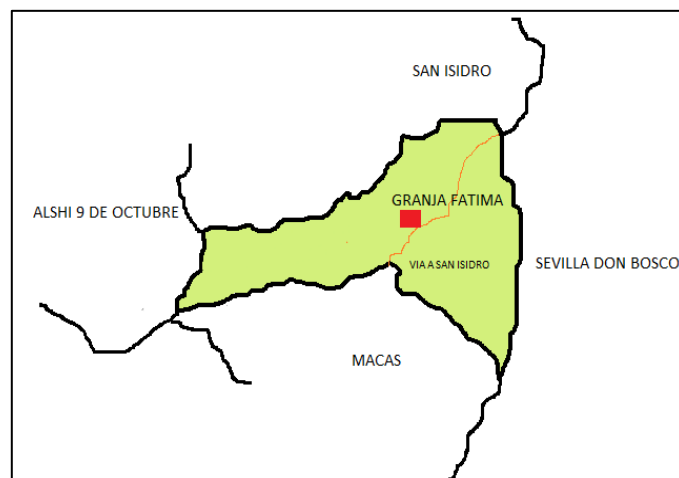 SAN ISIDRO
GRANJA FATIMA
ALSHI 9 DE OCTUBRE
VIA A SAN ISIDRO
SEVILLA DON BOSCO
MACAS